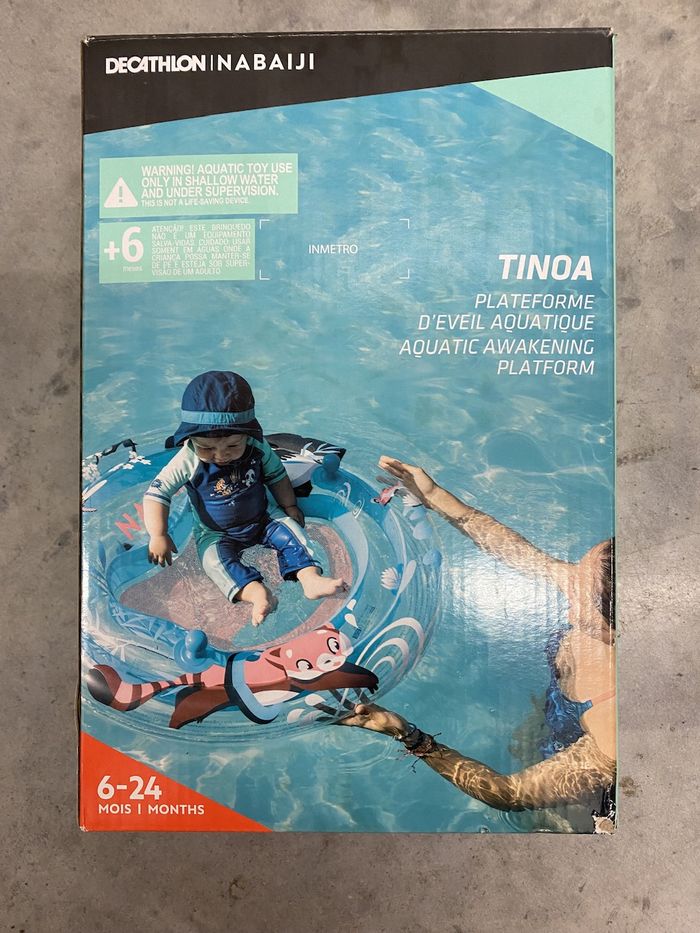 DECATHLON | NABAIJI
WARNING! AQUATIC TOY USE
ONLY IN SHALLOW WATER
AND UNDER SUPERVISION.
THIS IS NOT A LIFE-SAVING DEVICE.
+6
meses
ATENÇÃO! ESTE BRINQUEDO
NÃO É UM EQUIPAMENTO
SALVA-VIDAS. CUIDADO: USAR
SOMENT EM AGUAS ONDE A
CRIANCA POSSA MANTER-SE
DE PÉ E ESTEJA SOB SUPER-
VISÃO DE UM ADULTO
INMETRO
TINOA
PLATEFORME
D'EVEIL AQUATIQUE
AQUATIC AWAKENING
PLATFORM
6-24
MOIS | MONTHS